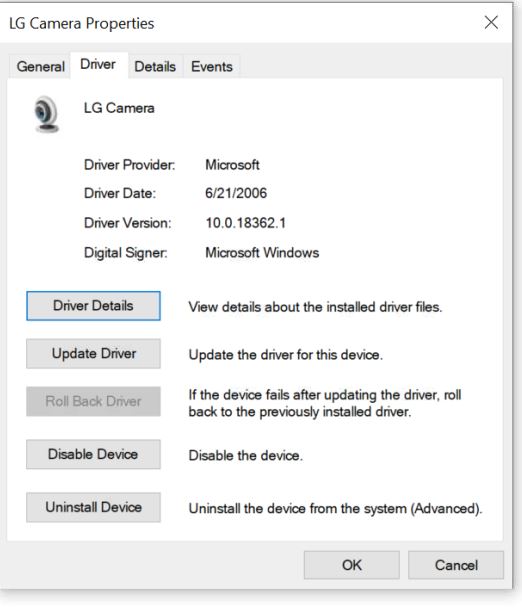 LG Camera Properties
General Driver Details Events
LG Camera
Driver Provider: Microsoft
Driver Date: 6/21/2006
Driver Version: 10.0.18362.1
Digital Signer: Microsoft Windows
Driver Details View details about the installed driver files.
Update Driver Update the driver for this device.
Roll Back Driver If the device fails after updating the driver, roll
back to the previously installed driver.
Disable Device Disable the device.
Uninstall Device Uninstall the device from the system (Advanced).
OK Cancel